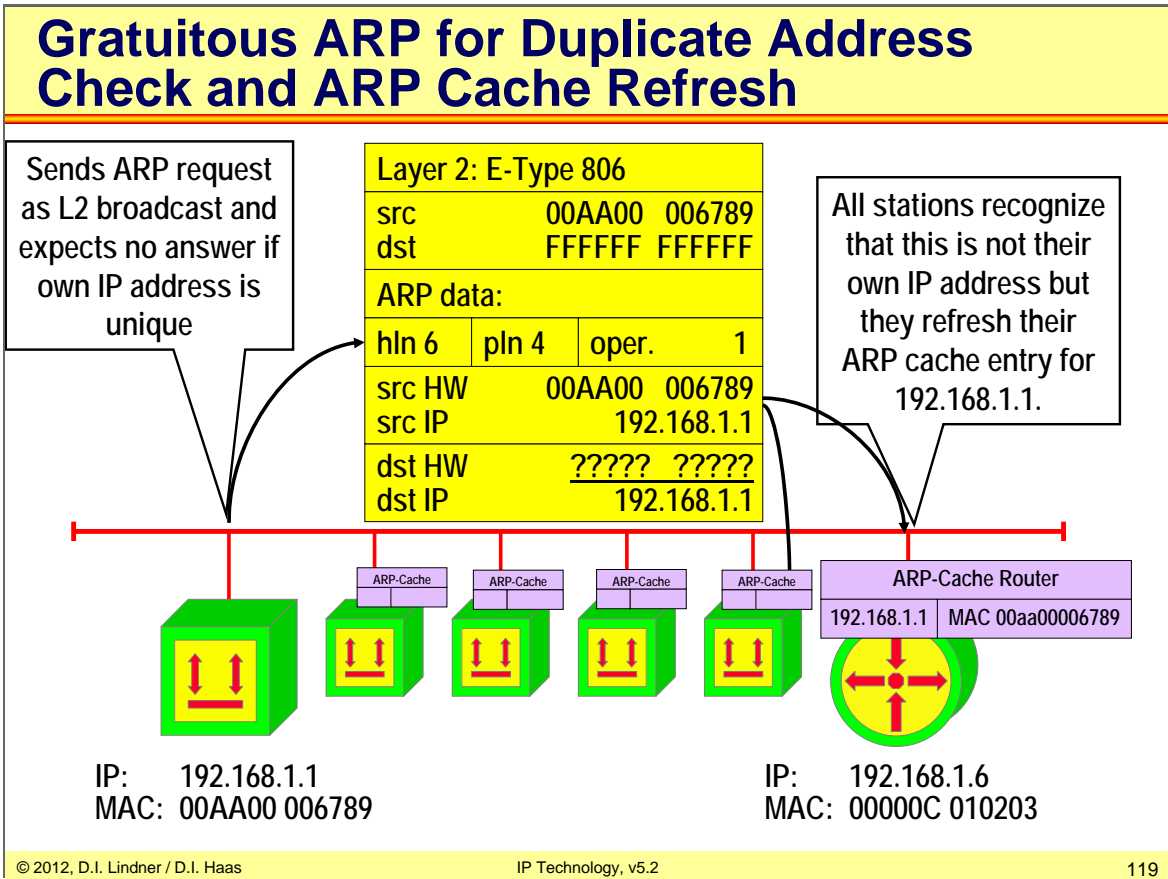 Gratuitous ARP for Duplicate Address
Check and ARP Cache Refresh
Sends ARP request
as L2 broadcast and
expects no answer if
own IP address is
unique
Layer 2: E-Type 806
src 00AA00 006789
dst FFFFFF FFFFFF
ARP data:
hln 6 pln 4 oper. 1
src HW 00AA00 006789
src IP 192.168.1.1
dst HW ????? ?????
dst IP 192.168.1.1
All stations recognize
that this is not their
own IP address but
they refresh their
ARP cache entry for
192.168.1.1.
ARP-Cache
ARP-Cache
ARP-Cache
ARP-Cache
ARP-Cache Router
192.168.1.1 MAC 00aa00006789
IP: 192.168.1.1
MAC: 00AA00 006789
IP: 192.168.1.6
MAC: 00000C 010203
© 2012, D.I. Lindner / D.I. Haas
IP Technology, v5.2
119